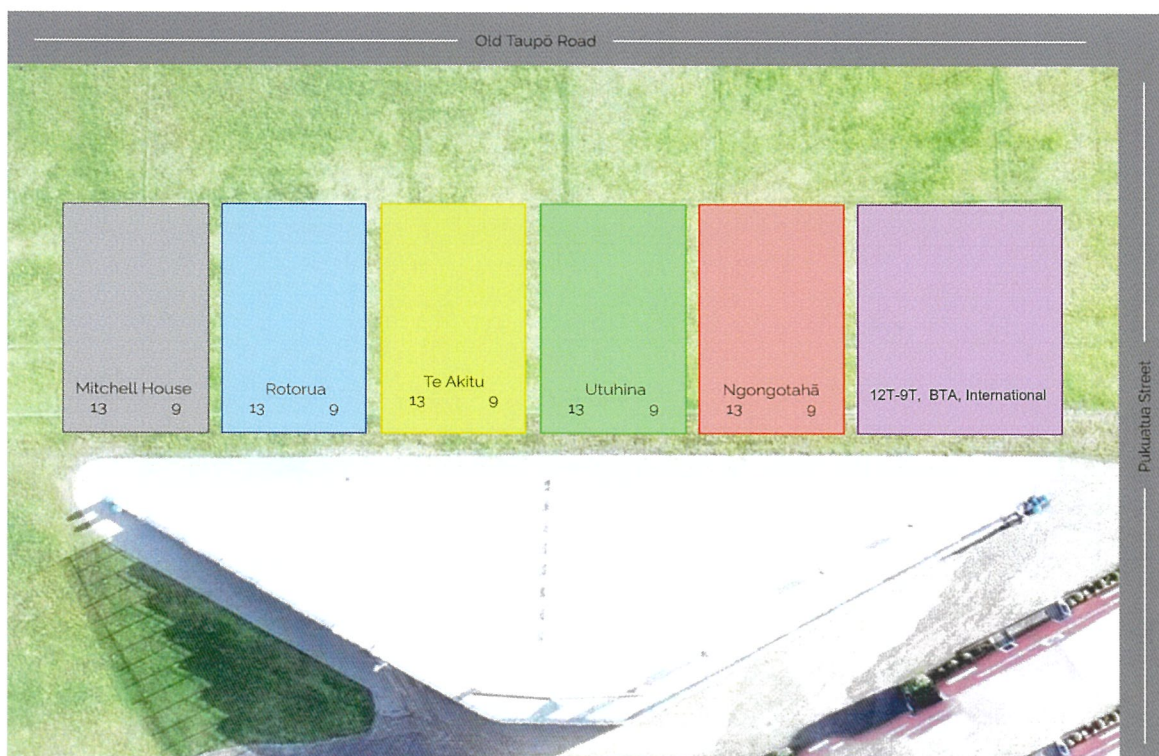 Old Taupō Road
Mitchell House
13 9
Rotorua
13 9
Te Akitu
13 9
Utuhina
13 9
Ngongotahā
13 9
12T-9T, BTA, International
Pukuatua Street